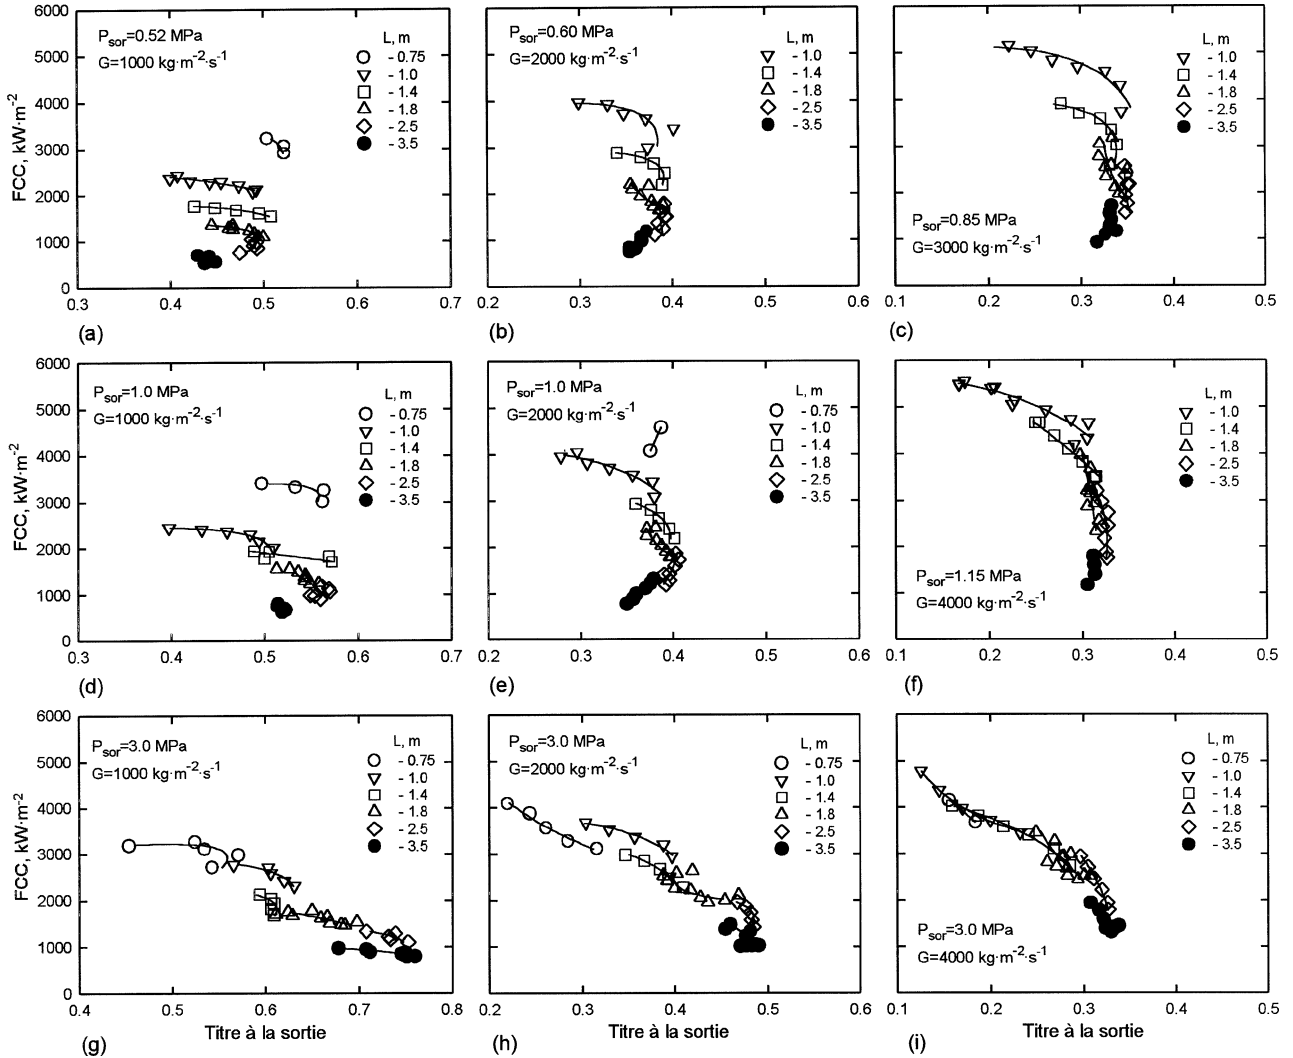 FCC, kW·m⁻²
6000
5000
4000
3000
2000
1000
0
P_sor=0.52 MPa
G=1000 kg·m⁻²·s⁻¹
L, m
- 0.75
- 1.0
- 1.4
- 1.8
- 2.5
- 3.5
0.3 0.4 0.5 0.6 0.7
(a)
P_sor=0.60 MPa
G=2000 kg·m⁻²·s⁻¹
L, m
- 1.0
- 1.4
- 1.8
- 2.5
- 3.5
0.2 0.3 0.4 0.5 0.6
(b)
L, m
- 1.0
- 1.4
- 1.8
- 2.5
- 3.5
P_sor=0.85 MPa
G=3000 kg·m⁻²·s⁻¹
0.1 0.2 0.3 0.4 0.5
(c)
FCC, kW·m⁻²
6000
5000
4000
3000
2000
1000
0
P_sor=1.0 MPa
G=1000 kg·m⁻²·s⁻¹
L, m
- 0.75
- 1.0
- 1.4
- 1.8
- 2.5
- 3.5
0.3 0.4 0.5 0.6 0.7
(d)
P_sor=1.0 MPa
G=2000 kg·m⁻²·s⁻¹
L, m
- 0.75
- 1.0
- 1.4
- 1.8
- 2.5
- 3.5
0.2 0.3 0.4 0.5 0.6
(e)
L, m
- 1.0
- 1.4
- 1.8
- 2.5
- 3.5
P_sor=1.15 MPa
G=4000 kg·m⁻²·s⁻¹
0.1 0.2 0.3 0.4 0.5
(f)
FCC, kW·m⁻²
6000
5000
4000
3000
2000
1000
0
P_sor=3.0 MPa
G=1000 kg·m⁻²·s⁻¹
L, m
- 0.75
- 1.0
- 1.4
- 1.8
- 2.5
- 3.5
0.4 0.5 0.6 0.7 0.8
Titre à la sortie
(g)
P_sor=3.0 MPa
G=2000 kg·m⁻²·s⁻¹
L, m
- 0.75
- 1.0
- 1.4
- 1.8
- 2.5
- 3.5
0.2 0.3 0.4 0.5 0.6
Titre à la sortie
(h)
L, m
- 0.75
- 1.0
- 1.4
- 1.8
- 2.5
- 3.5
P_sor=3.0 MPa
G=4000 kg·m⁻²·s⁻¹
0.1 0.2 0.3 0.4 0.5
Titre à la sortie
(i)